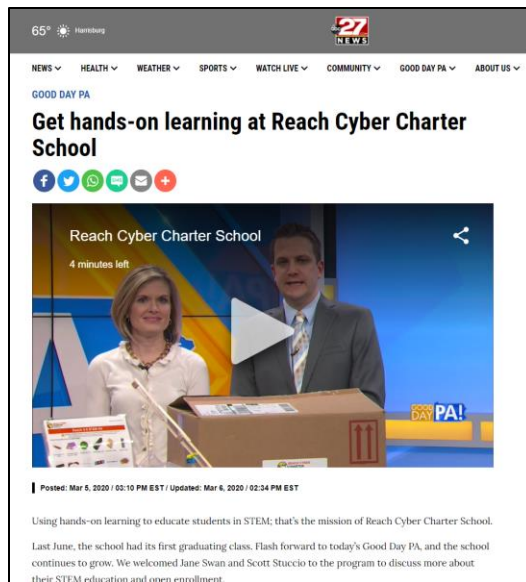 65° Harrisburg
abc 27
NEWS
NEWS HEALTH WEATHER SPORTS WATCH LIVE COMMUNITY GOOD DAY PA ABOUT US
GOOD DAY PA
Get hands-on learning at Reach Cyber Charter
School
Reach Cyber Charter School
4 minutes left
GOOD
DAY PA!
Posted: Mar 5, 2020 / 03:10 PM EST / Updated: Mar 6, 2020 / 02:34 PM EST
Using hands-on learning to educate students in STEM; that's the mission of Reach Cyber Charter School.
Last June, the school had its first graduating class. Flash forward to today's Good Day PA, and the school
continues to grow. We welcomed Jane Swan and Scott Stuccio to the program to discuss more about
their STEM education and open enrollment.